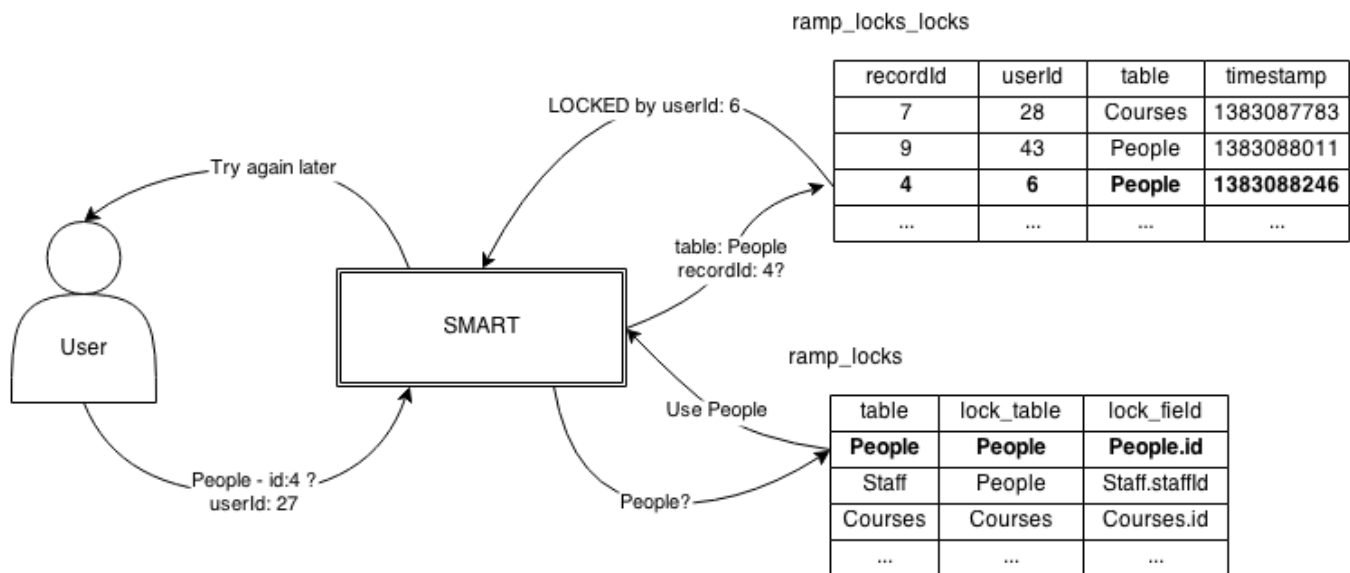 ramp_locks_locks
recordId userId table timestamp
7 28 Courses 1383087783
9 43 People 1383088011
4 6 People 1383088246
... ... ... ...
LOCKED by userId: 6
Try again later
table: People
recordId: 4?
SMART
User
ramp_locks
Use People
table lock_table lock_field
People People People.id
Staff People Staff.staffId
Courses Courses Courses.id
... ... ...
People - id:4 ?
userId: 27
People?